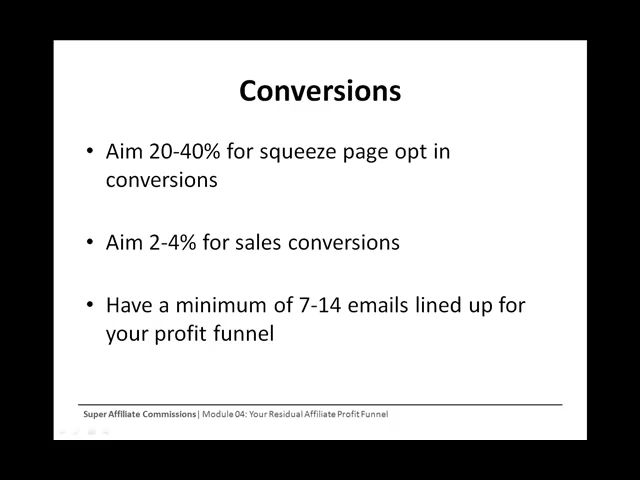 Conversions
• Aim 20-40% for squeeze page opt in
conversions
• Aim 2-4% for sales conversions
• Have a minimum of 7-14 emails lined up for
your profit funnel
Super Affiliate Commissions| Module 04: Your Residual Affiliate Profit Funnel